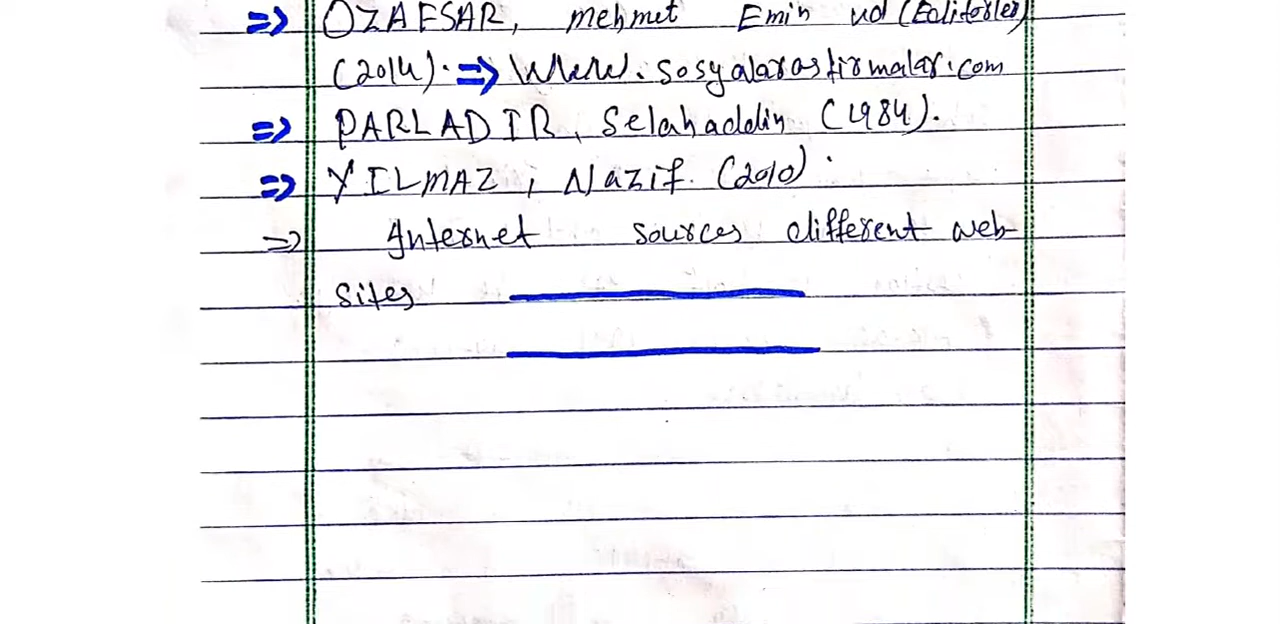 => OZAFSAR, Mehmet Emin vd (Editörler)
(2014). => Www.sosyalarastirmalar.com
=> PARLADIR, Selahaddin (1984).
=> YILMAZ, Nazif. (2010).
=> Internet sources different web-
sites